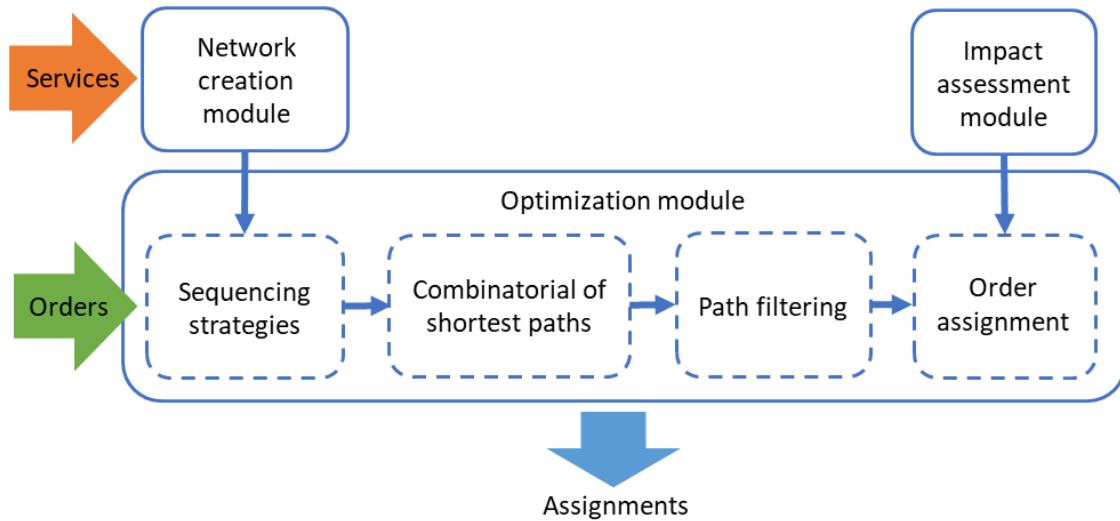 Services
Network
creation
module
Impact
assessment
module
Optimization module
Orders
Sequencing
strategies
Combinatorial of
shortest paths
Path filtering
Order
assignment
Assignments